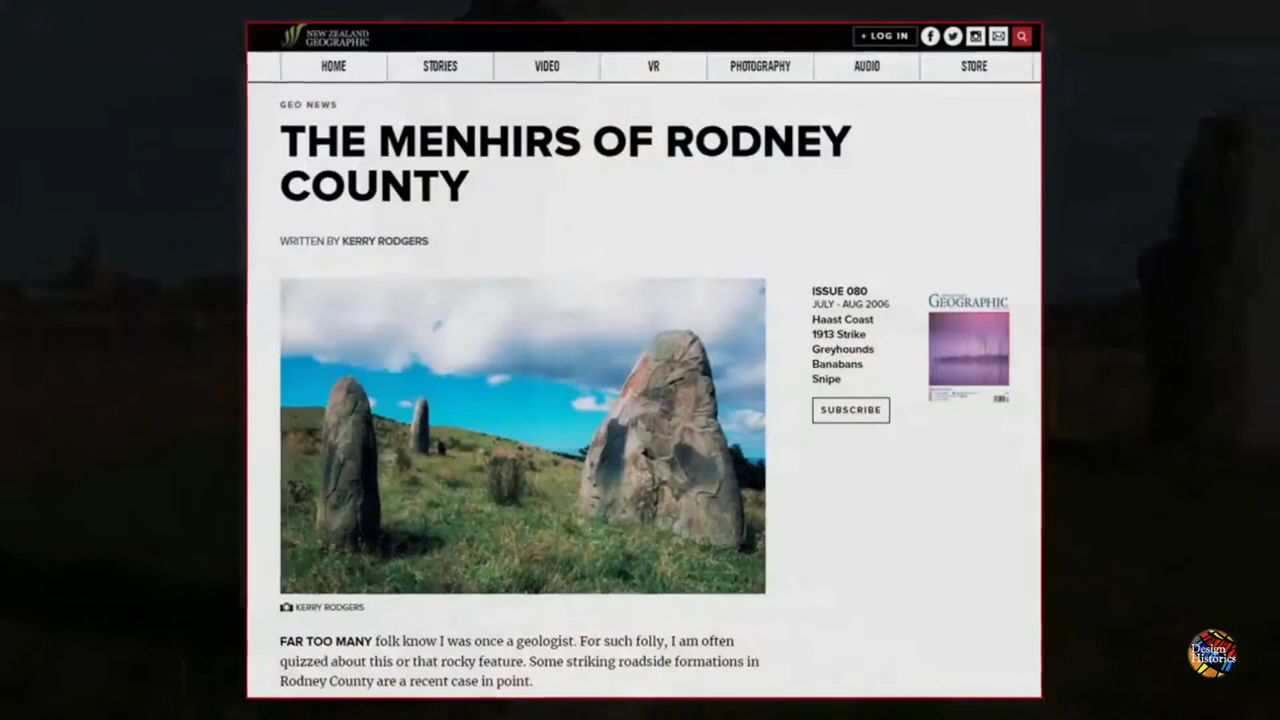 NEW ZEALAND
GEOGRAPHIC
+ LOG IN
HOME
STORIES
VIDEO
VR
PHOTOGRAPHY
AUDIO
STORE
GEO NEWS
THE MENHIRS OF RODNEY
COUNTY
WRITTEN BY KERRY RODGERS
ISSUE 080
JULY - AUG 2006
Haast Coast
1913 Strike
Greyhounds
Banabans
Snipe
GEOGRAPHIC
SUBSCRIBE
KERRY RODGERS
FAR TOO MANY folk know I was once a geologist. For such folly, I am often
quizzed about this or that rocky feature. Some striking roadside formations in
Rodney County are a recent case in point.
Design
Historics